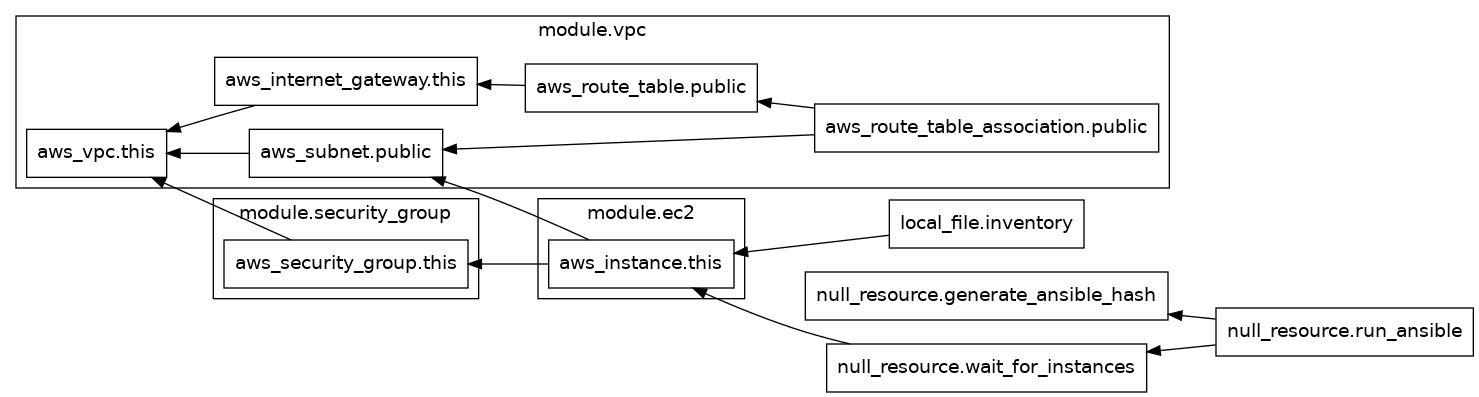 module.vpc
aws_internet_gateway.this
aws_route_table.public
aws_route_table_association.public
aws_vpc.this
aws_subnet.public
module.security_group
module.ec2
local_file.inventory
aws_security_group.this
aws_instance.this
null_resource.generate_ansible_hash
null_resource.run_ansible
null_resource.wait_for_instances